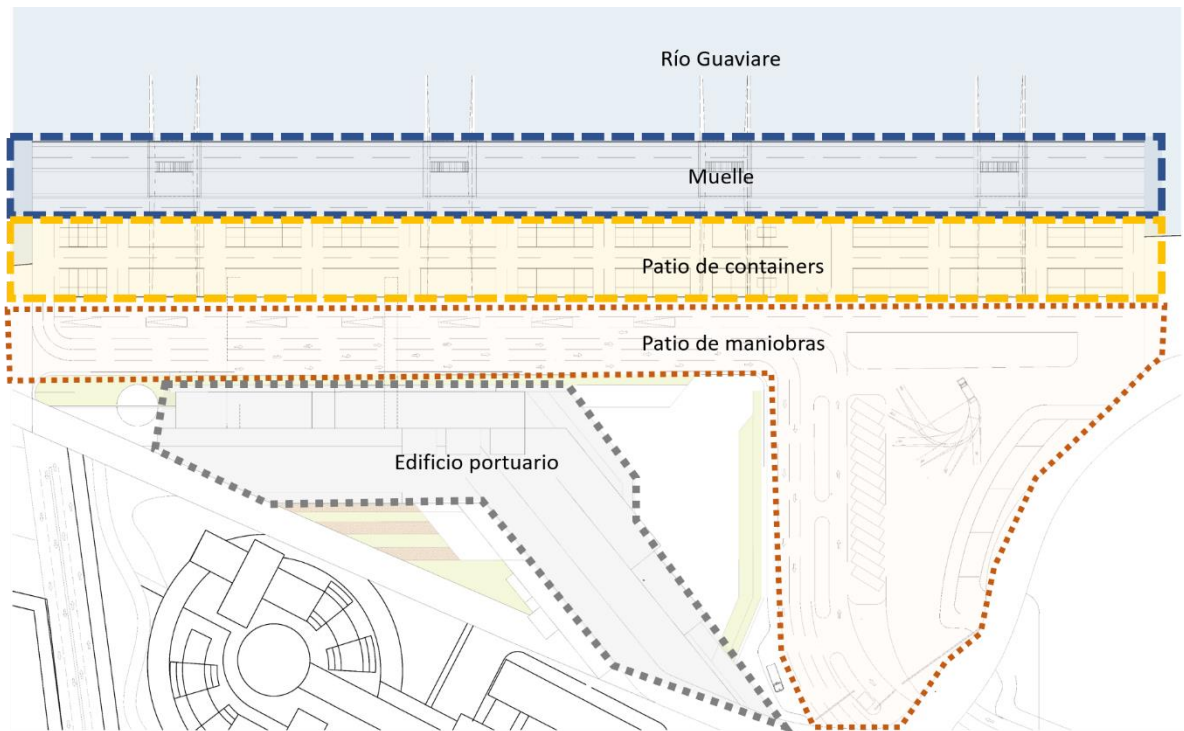 Río Guaviare
Muelle
Patio de containers
Patio de maniobras
Edificio portuario